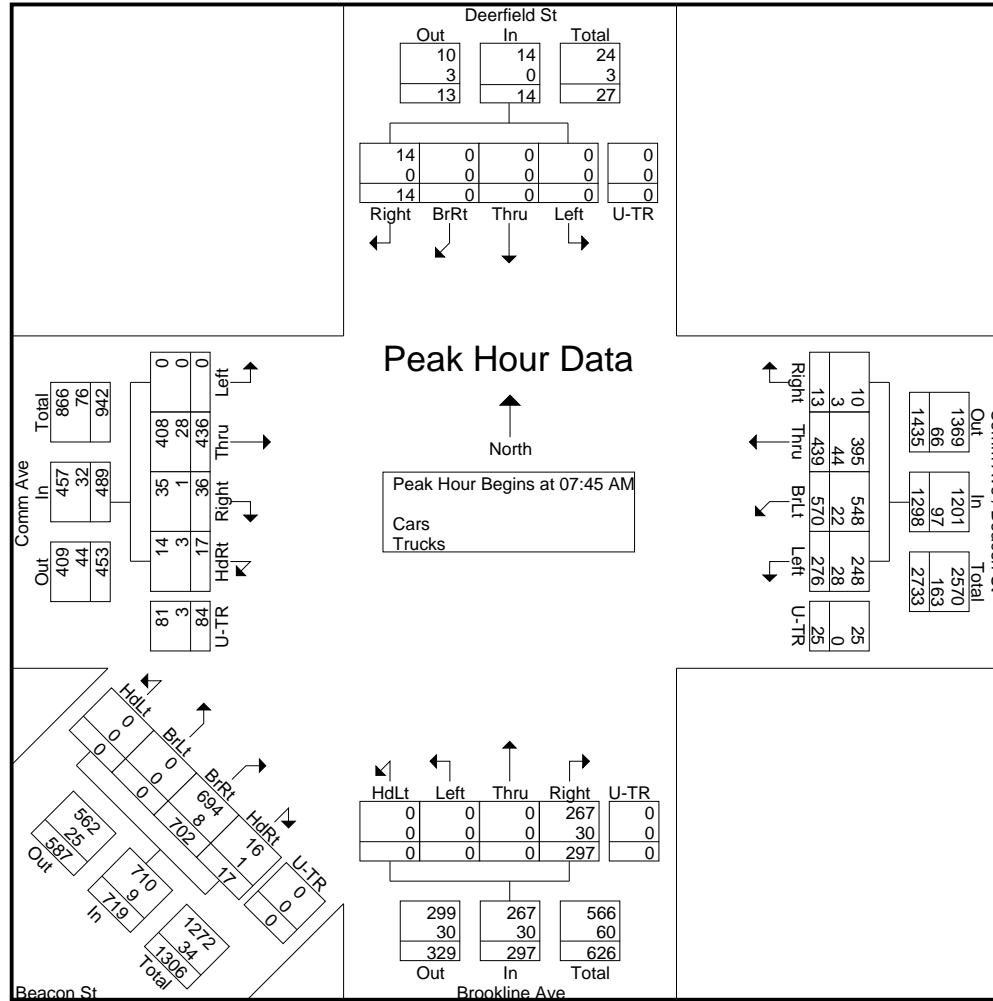 Deerfield St
Out In Total
10 14 24
3 0 3
13 14 27
14 0 0 0 0
0 0 0 0 0
14 0 0 0 0
Right BrRt Thru Left U-TR
Peak Hour Data
North
Peak Hour Begins at 07:45 AM
Cars
Trucks
Comm Ave
Out In Total
409 457 866
44 32 76
453 489 942
Left Thru Right HdRt U-TR
0 408 35 14 81
0 28 1 3 3
0 436 36 17 84
Out In Total
1369 1201 2570
66 97 163
1435 1298 2733
Right Thru BrLt Left U-TR
10 395 548 248 25
3 44 22 28 0
13 439 570 276 25
HdLt BrLt BrRt HdRt U-TR
0 0 694 16 0
0 0 8 1 0
0 0 702 17 0
562 710 1272
25 9 34
587 719 1306
Out In Total
Beacon St
HdLt Left Thru Right U-TR
0 0 0 267 0
0 0 0 30 0
0 0 0 297 0
299 267 566
30 30 60
329 297 626
Out In Total
Brookline Ave